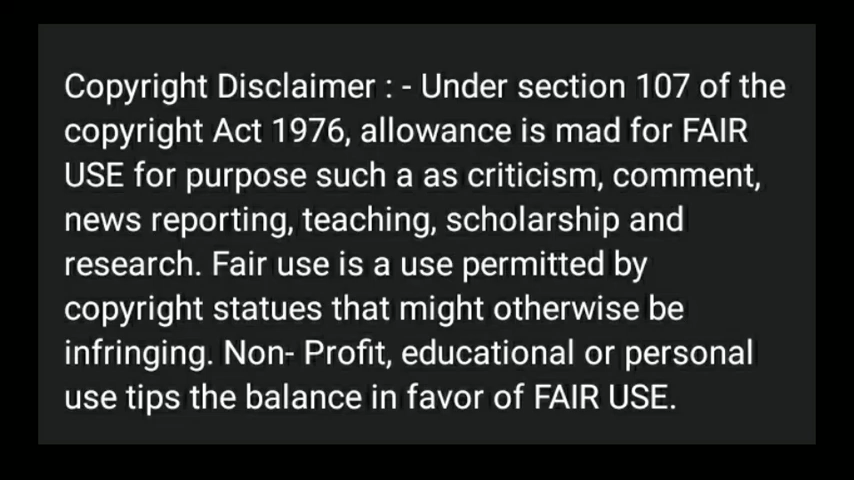 Copyright Disclaimer : - Under section 107 of the
copyright Act 1976, allowance is mad for FAIR
USE for purpose such a as criticism, comment,
news reporting, teaching, scholarship and
research. Fair use is a use permitted by
copyright statues that might otherwise be
infringing. Non- Profit, educational or personal
use tips the balance in favor of FAIR USE.